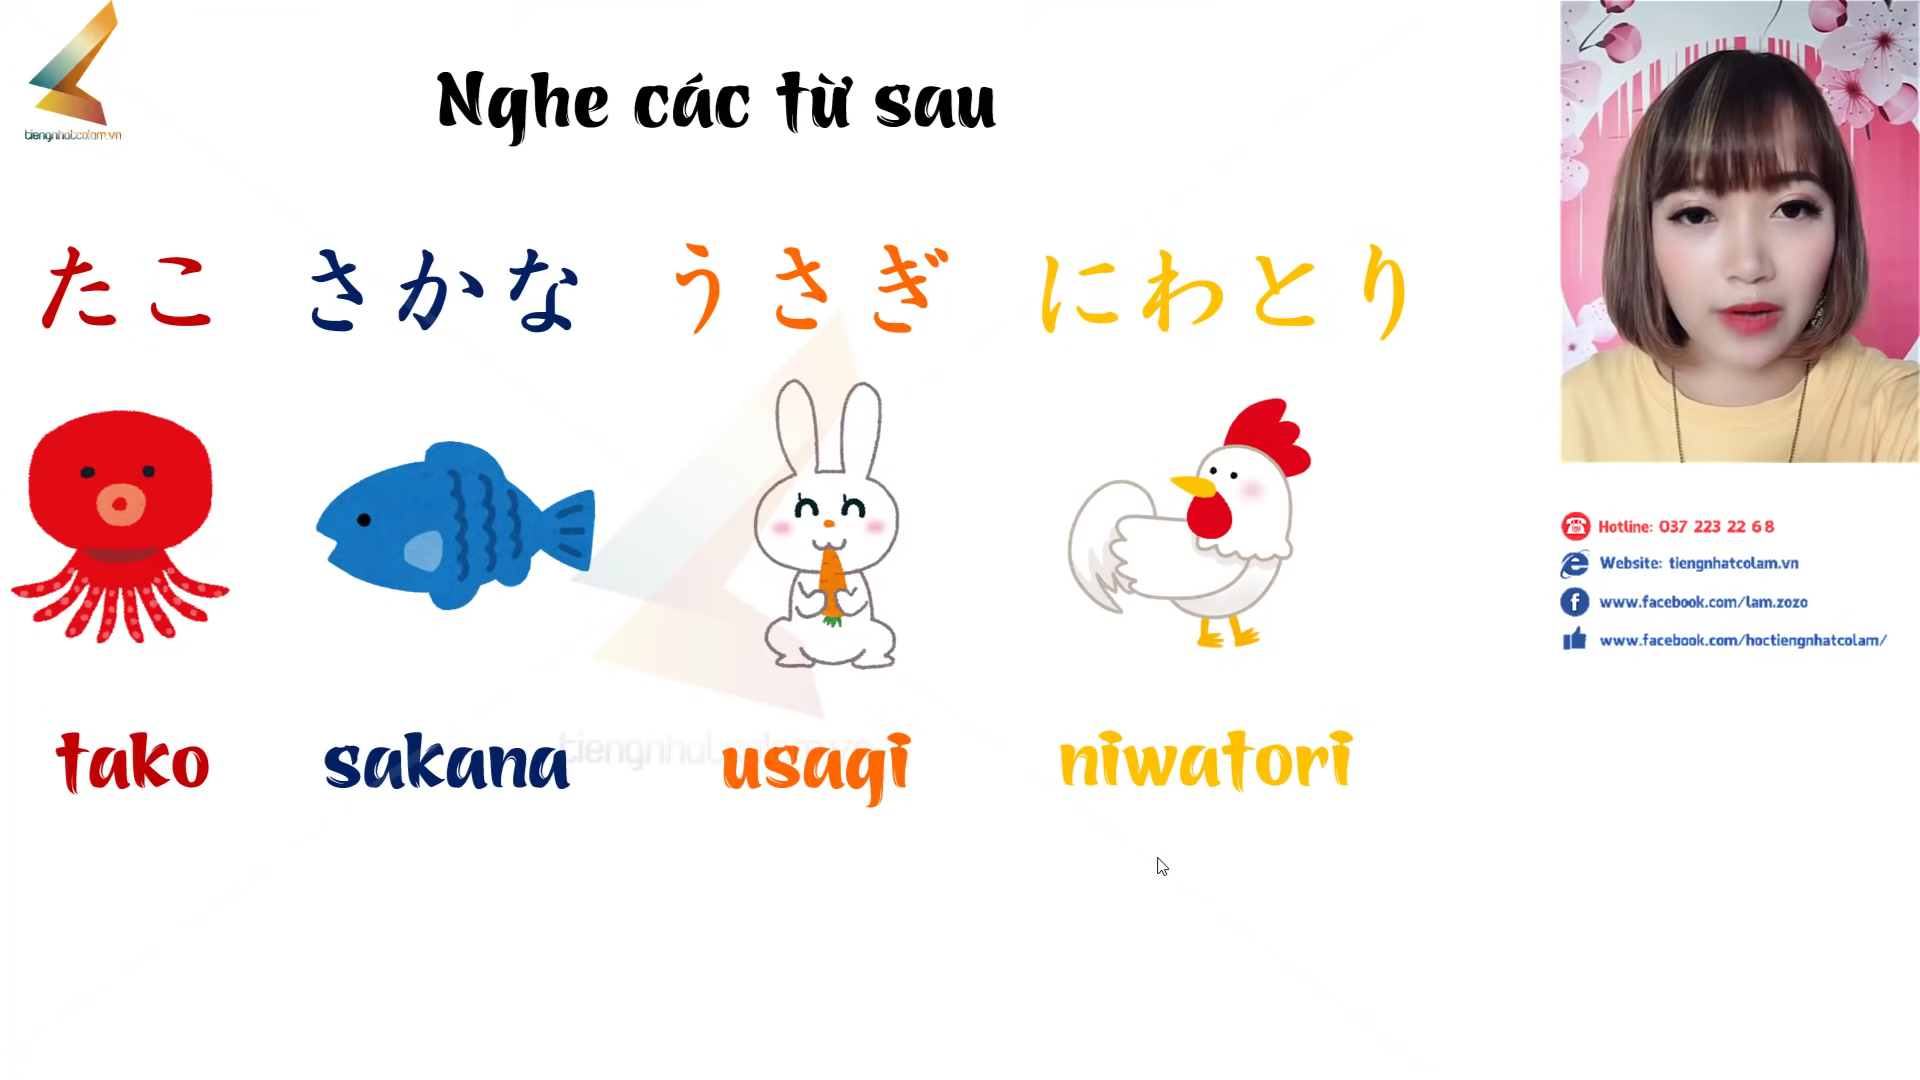 tiengnhatcolam.vn
Nghe các từ sau
たこ さかな うさぎ にわとり
tako sakana usagi niwatori
tiengnhatcolam.vn
Hotline: 037 223 22 68
Website: tiengnhatcolam.vn
www.facebook.com/lam.zozo
www.facebook.com/hoctiengnhatcolam/